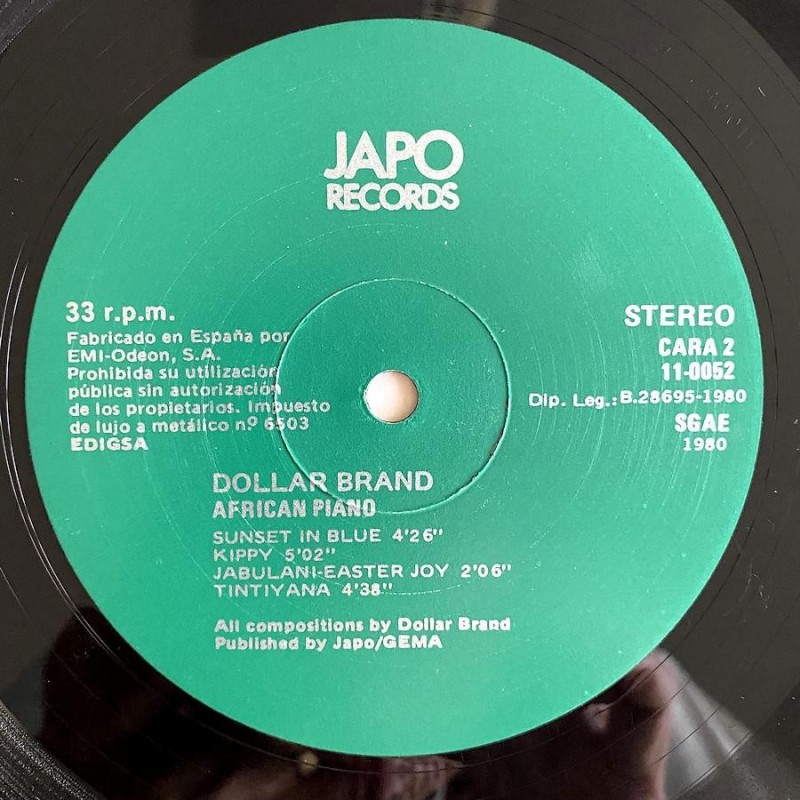 JAPO
RECORDS
33 r.p.m.
Fabricado en España por
EMI-Odeon, S.A.
Prohibida su utilización
pública sin autorización
de los propietarios. Impuesto
de lujo a metálico nº 6503
EDIGSA
STEREO
CARA 2
11-0052
Dip. Leg.: B.28695-1980
SGAE
1980
DOLLAR BRAND
AFRICAN PIANO
SUNSET IN BLUE 4'26"
KIPPY 5'02"
JABULANI-EASTER JOY 2'06"
TINTIYANA 4'38"
All compositions by Dollar Brand
Published by Japo/GEMA